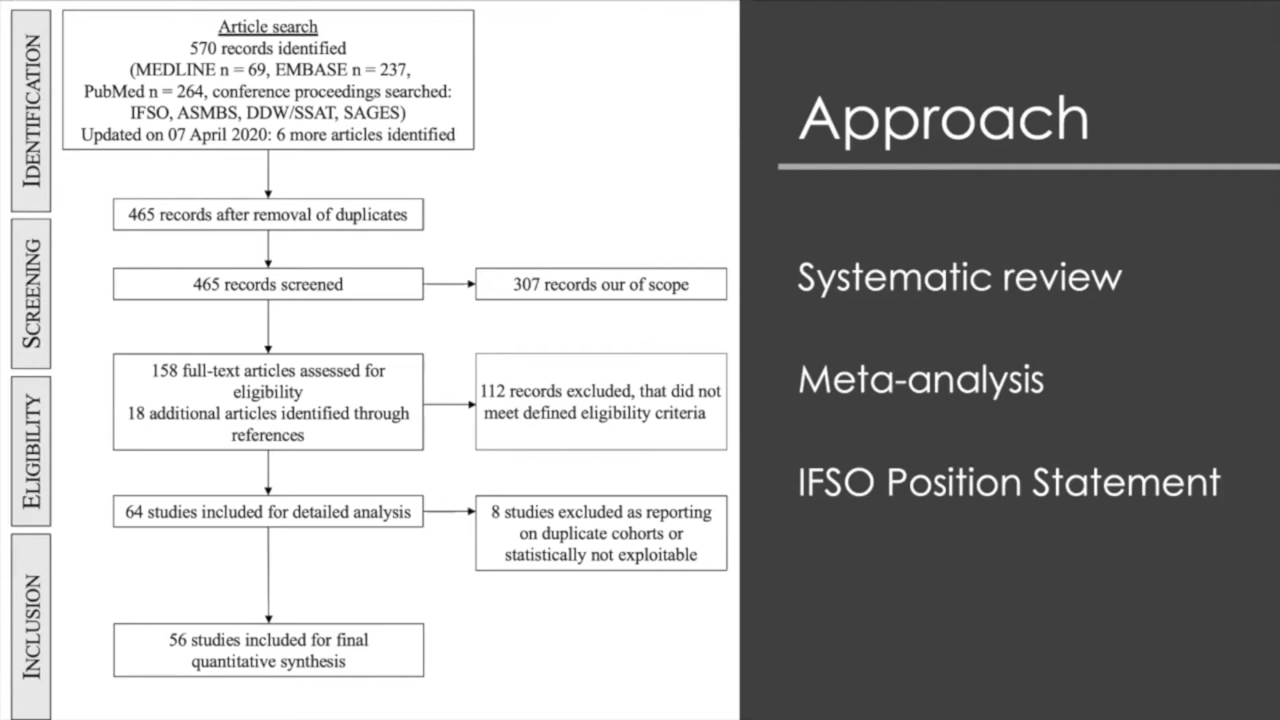 IDENTIFICATION
Article search
570 records identified
(MEDLINE n = 69, EMBASE n = 237,
PubMed n = 264, conference proceedings searched:
IFSO, ASMBS, DDW/SSAT, SAGES)
Updated on 07 April 2020: 6 more articles identified
465 records after removal of duplicates
SCREENING
465 records screened
307 records our of scope
ELIGIBILITY
158 full-text articles assessed for
eligibility
18 additional articles identified through
references
112 records excluded, that did not
meet defined eligibility criteria
64 studies included for detailed analysis
8 studies excluded as reporting
on duplicate cohorts or
statistically not exploitable
INCLUSION
56 studies included for final
quantitative synthesis
Approach
Systematic review
Meta-analysis
IFSO Position Statement